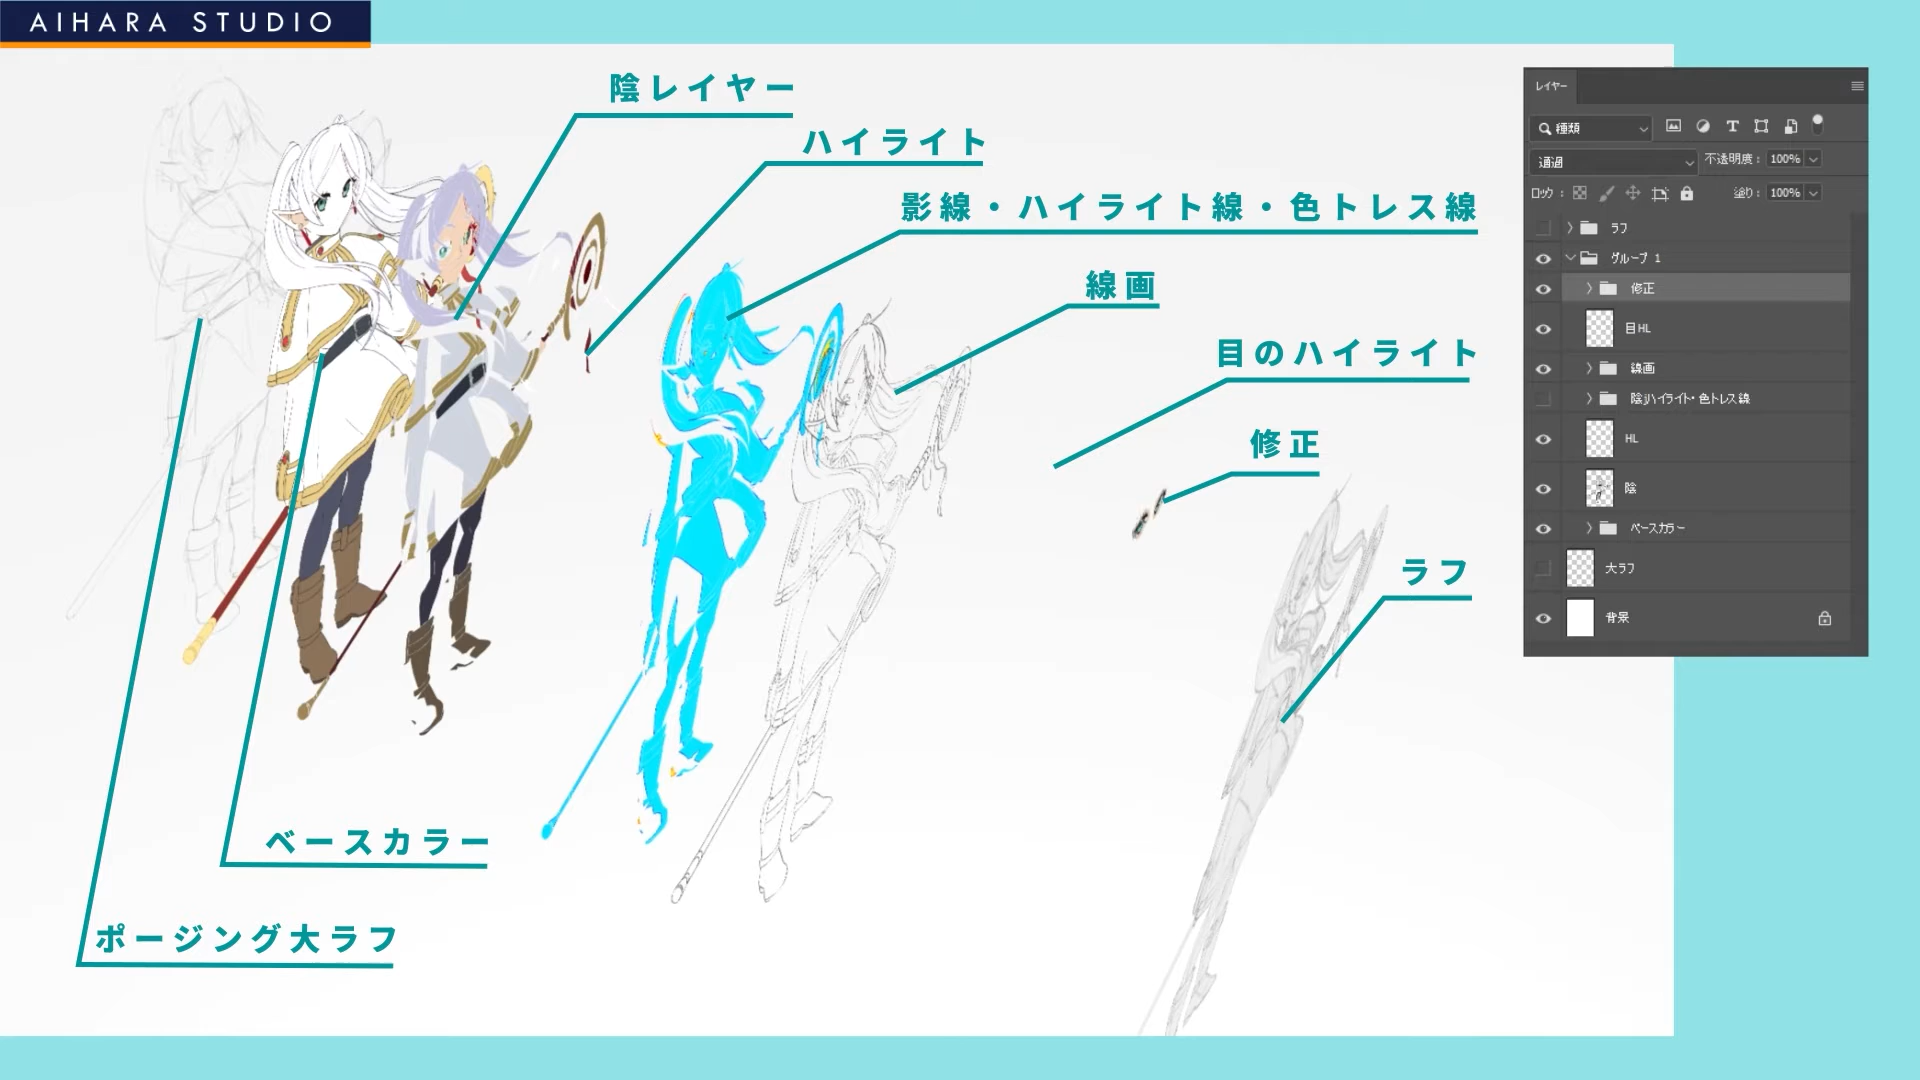 AIHARA STUDIO
陰レイヤー
ハイライト
影線・ハイライト線・色トレス線
線画
目のハイライト
修正
ラフ
ベースカラー
ポージング大ラフ
レイヤー
種類
通過
不透明度： 100%
ロック：
塗り： 100%
ラフ
グループ 1
修正
目HL
線画
陰jハイライト・色トレス線
HL
陰
ベースカラー
大ラフ
背景